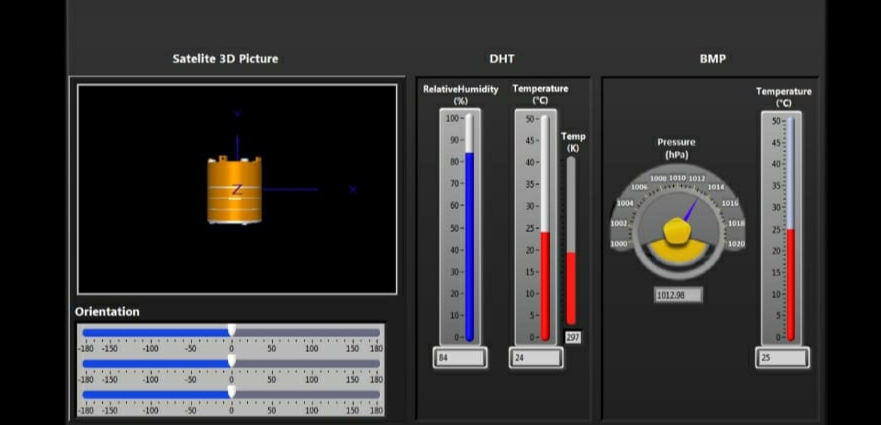 Satelite 3D Picture
DHT
BMP
Orientation
-180 -150 -100 -50 0 50 100 150 180
-180 -150 -100 -50 0 50 100 150 180
-180 -150 -100 -50 0 50 100 150 180
Y
Z
X
RelativeHumidity
(%)
100
90
80
70
60
50
40
30
20
10
0
84
Temperature
(°C)
50
45
40
35
30
25
20
15
10
5
0
24
Temp
(K)
297
Pressure
(hPa)
1000 1002 1004 1006 1008 1010 1012 1014 1016 1018 1020
1012.98
Temperature
(°C)
50
45
40
35
30
25
20
15
10
5
0
25